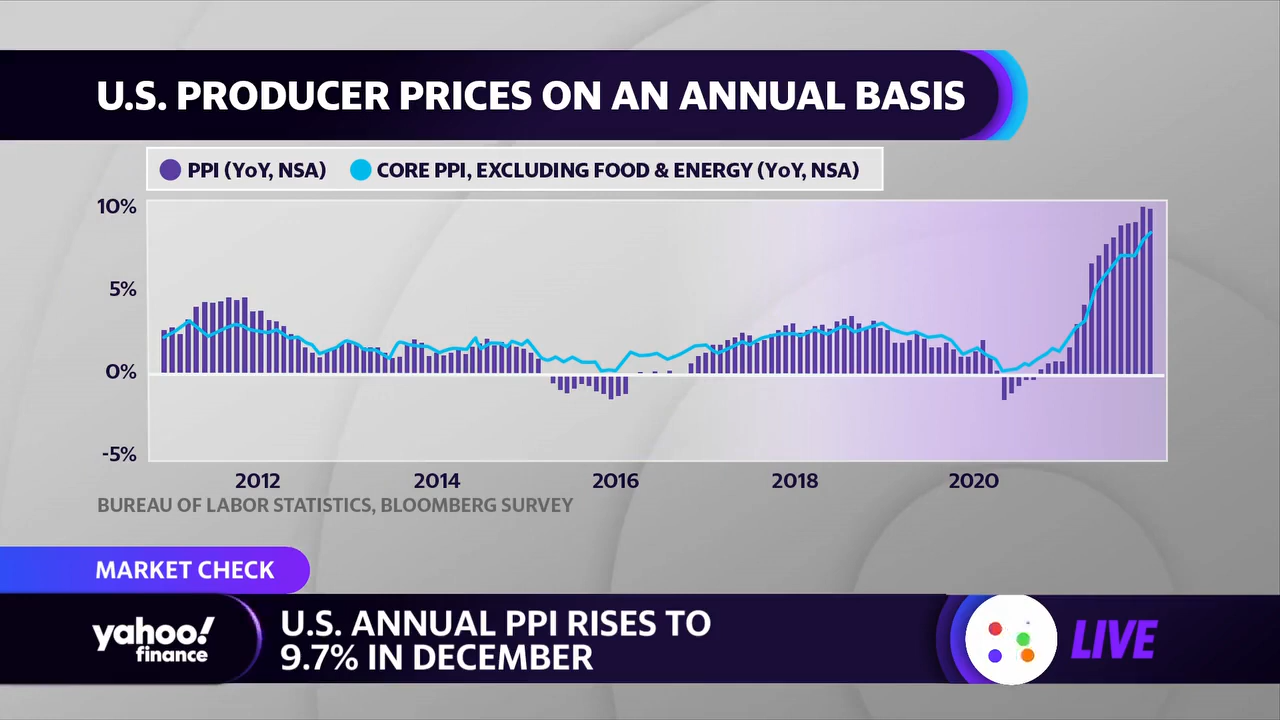 U.S. PRODUCER PRICES ON AN ANNUAL BASIS
PPI (YoY, NSA) CORE PPI, EXCLUDING FOOD & ENERGY (YoY, NSA)
10%
5%
0%
-5%
2012 2014 2016 2018 2020
BUREAU OF LABOR STATISTICS, BLOOMBERG SURVEY
MARKET CHECK
yahoo!
finance
U.S. ANNUAL PPI RISES TO
9.7% IN DECEMBER
LIVE